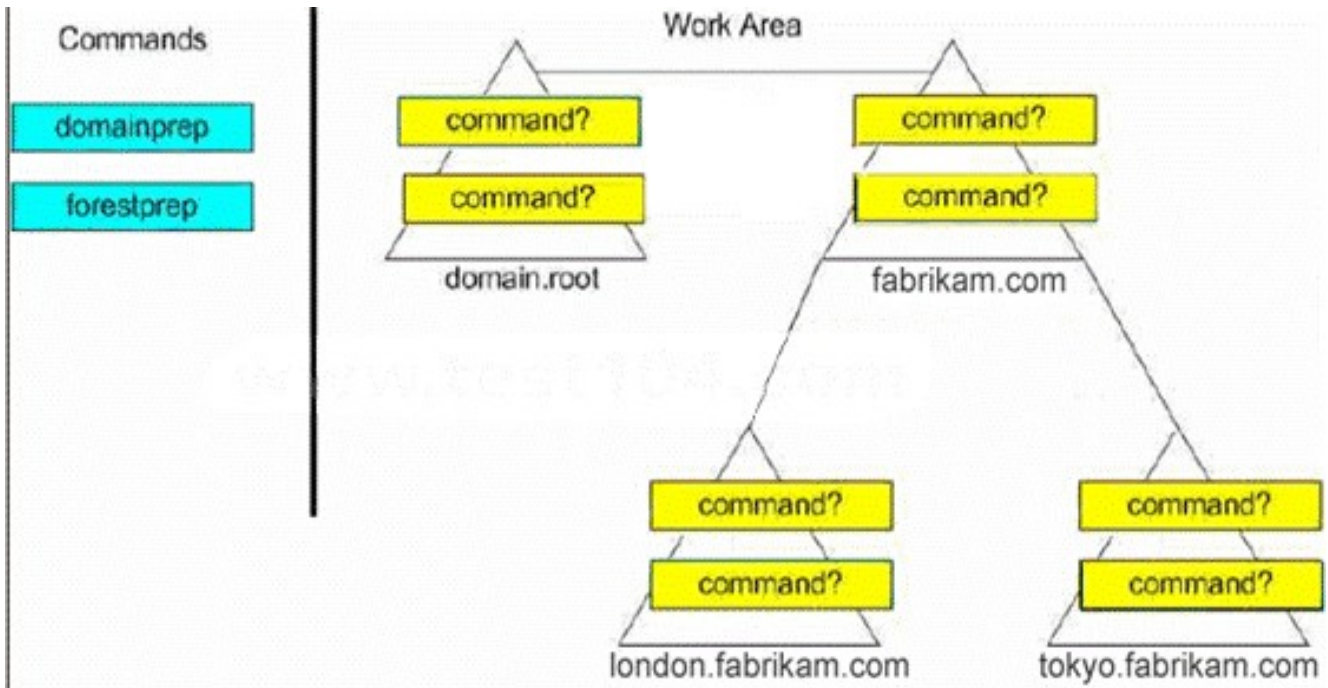 Commands
Work Area
domainprep
command?
command?
forestprep
command?
command?
domain.root
fabrikam.com
command?
command?
command?
command?
london.fabrikam.com
tokyo.fabrikam.com